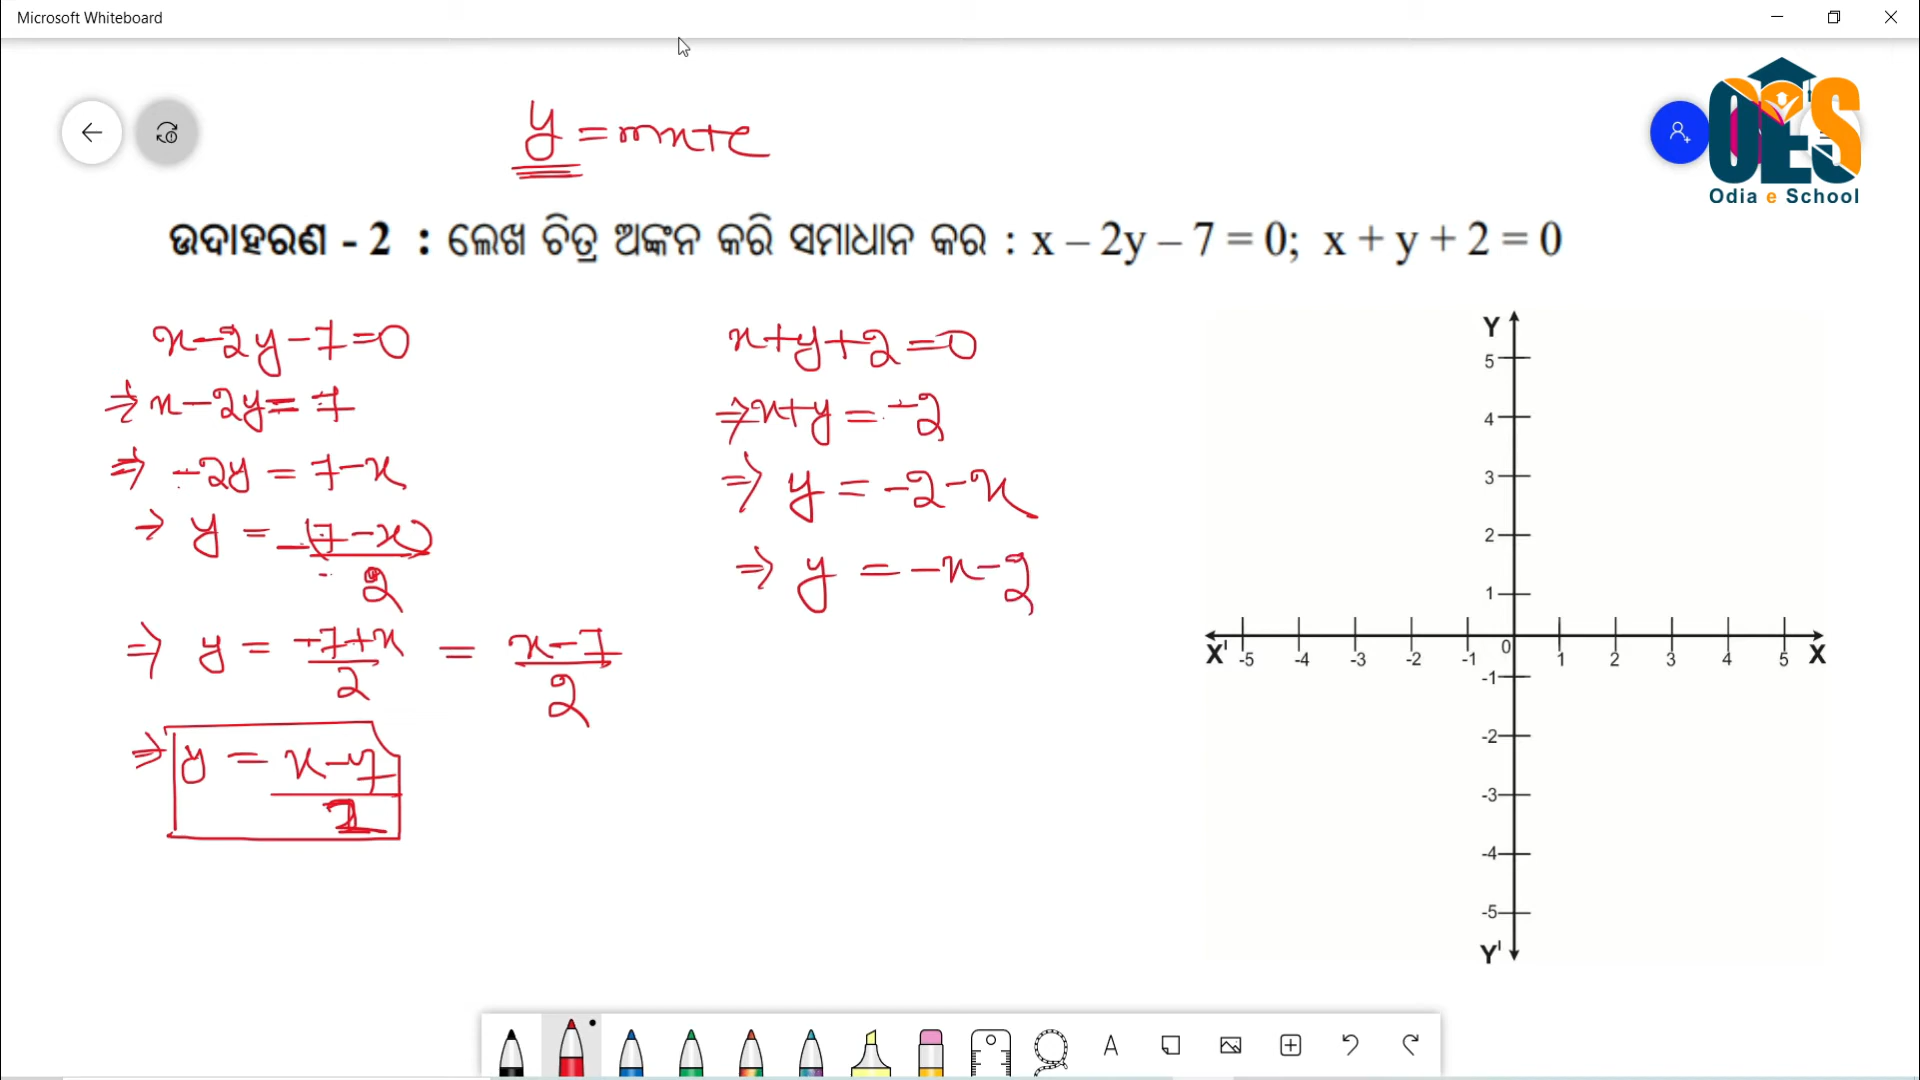 Microsoft Whiteboard
y = mx + c
OES
Odia e School
ଉଦାହରଣ - 2 : ଲେଖ ଚିତ୍ର ଅଙ୍କନ କରି ସମାଧାନ କର : x – 2y – 7 = 0; x + y + 2 = 0
x - 2y - 7 = 0
⇒ x - 2y = 7
⇒ -2y = 7 - x
⇒ y = -(7 - x)/2
⇒ y = (-7 + x)/2 = (x - 7)/2
⇒ y = (x - 7)/2
x + y + 2 = 0
⇒ x + y = -2
⇒ y = -2 - x
⇒ y = -x - 2
Y
5
4
3
2
1
X' -5 -4 -3 -2 -1 0 1 2 3 4 5 X
-1
-2
-3
-4
-5
Y'